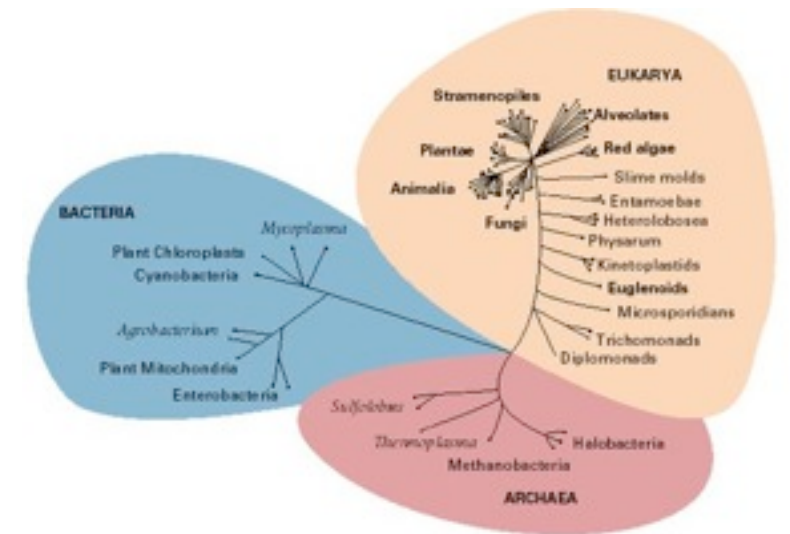 EUKARYA
Stramenopiles
Alveolates
Plantae
Red algae
Animalia
Slime molds
Entamoebae
Fungi
Heterolobosea
Physarum
Kinetoplastids
Euglenoids
Microsporidians
Trichomonads
Diplomonads
BACTERIA
Mycoplasma
Plant Chloroplasts
Cyanobacteria
Agrobacterium
Plant Mitochondria
Enterobacteria
Sulfolobus
Thermoplasma
Halobacteria
Methanobacteria
ARCHAEA